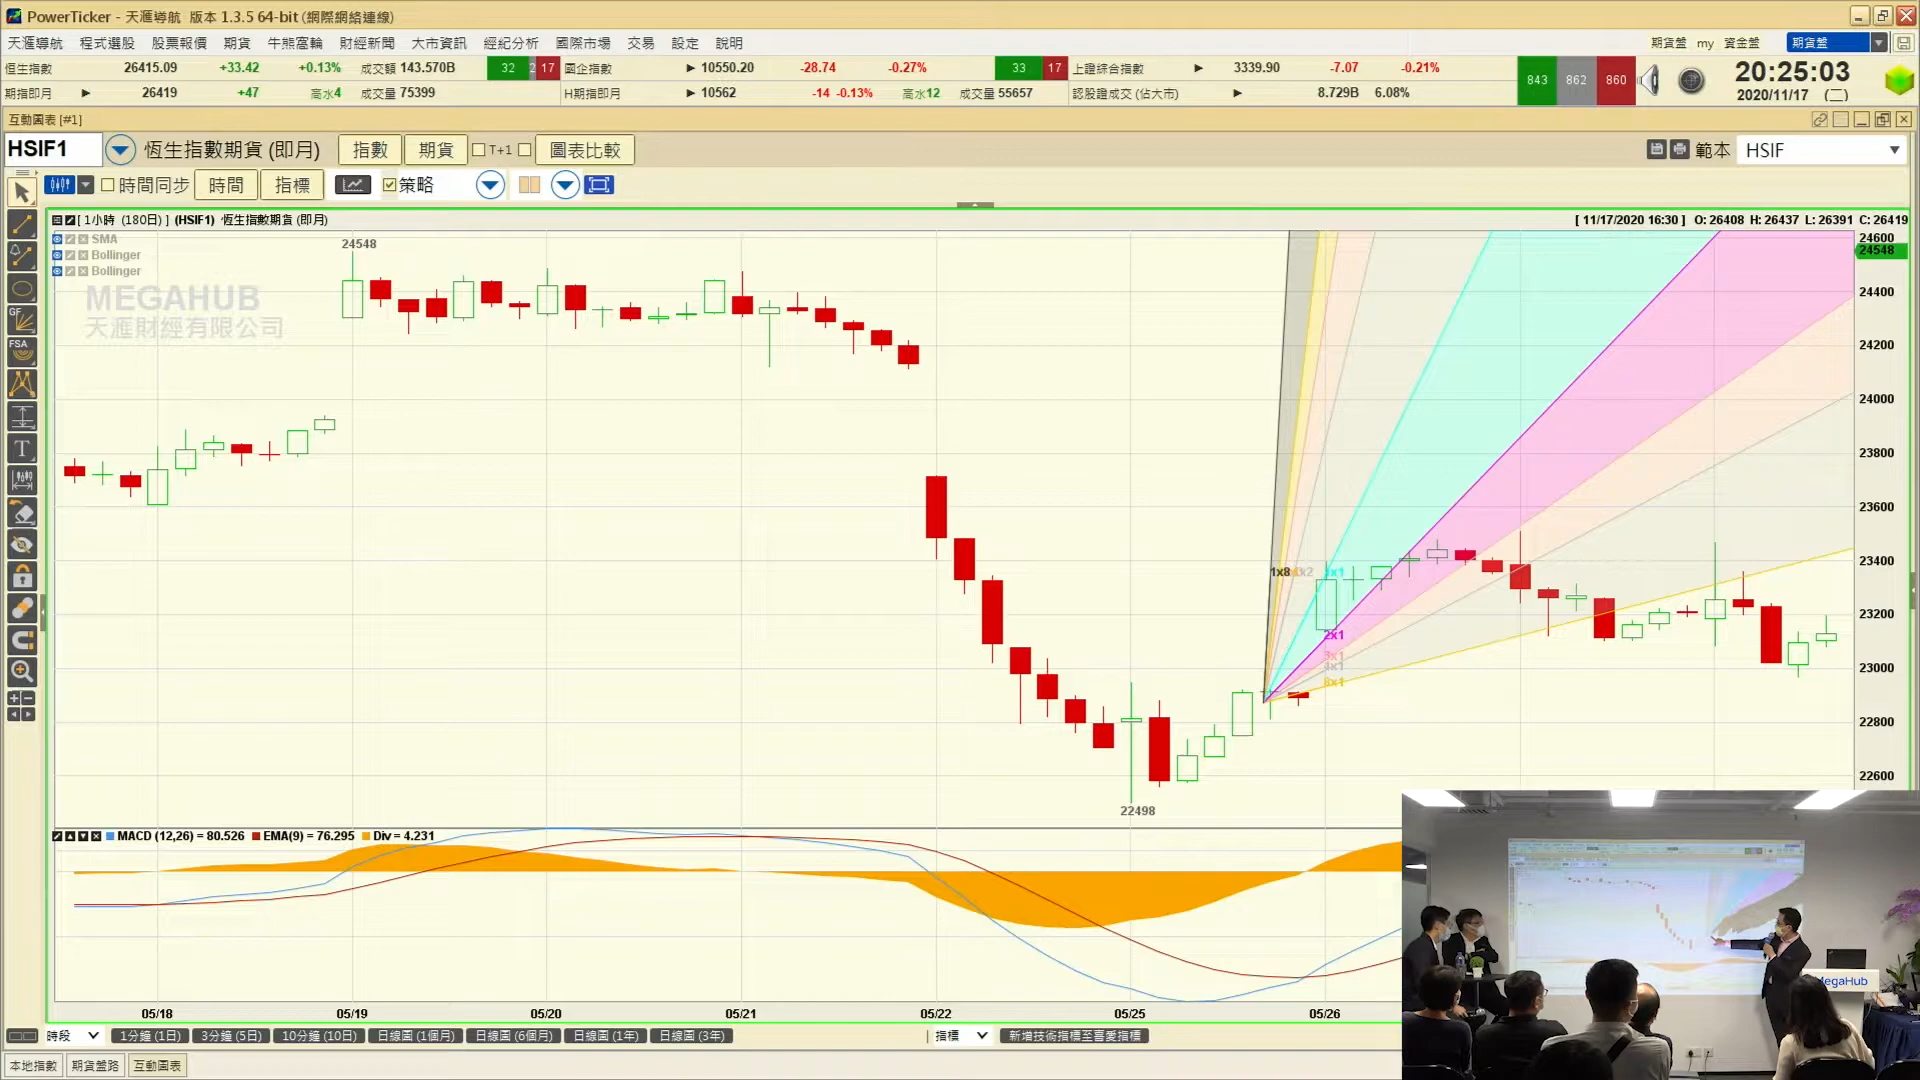 PowerTicker - 天滙導航 版本 1.3.5 64-bit (網際網絡連線)
天滙導航 程式選股 股票報價 期貨 牛熊窩輪 財經新聞 大市資訊 經紀分析 國際市場 交易 設定 說明 期貨盤 my 資金盤 期貨盤
恒生指數 26415.09 +33.42 +0.13% 成交額 143.570B 32 2 17 國企指數 10550.20 -28.74 -0.27% 33 17 上證綜合指數 3339.90 -7.07 -0.21% 843 862 860 20:25:03
期指即月 26419 +47 高水4 成交量 75399 H期指即月 10562 -14 -0.13% 高水12 成交量 55657 認股證成交 (佔大市) 8.729B 6.08% 2020/11/17 (二)
互動圖表 [#1]
HSIF1 恆生指數期貨 (即月) 指數 期貨 T+1 圖表比較 範本 HSIF
時間同步 時間 指標 策略
[ 1小時 (180日) ] (HSIF1) 恆生指數期貨 (即月) [ 11/17/2020 16:30 ] O: 26408 H: 26437 L: 26391 C: 26419
SMA
Bollinger
Bollinger
MEGAHUB
天滙財經有限公司
GF
FSA
T
24548
22498
1x8
x2
x1
2x1
3x1
4x1
8x1
24600
24548
24400
24200
24000
23800
23600
23400
23200
23000
22800
22600
MACD (12,26) = 80.526 EMA(9) = 76.295 Div = 4.231
05/18 05/19 05/20 05/21 05/22 05/25 05/26
MegaHub
時段 1分鐘 (1日) 3分鐘 (5日) 10分鐘 (10日) 日線圖 (1個月) 日線圖 (6個月) 日線圖 (1年) 日線圖 (3年) 指標 新增技術指標至喜愛指標
本地指數 期貨盤路 互動圖表